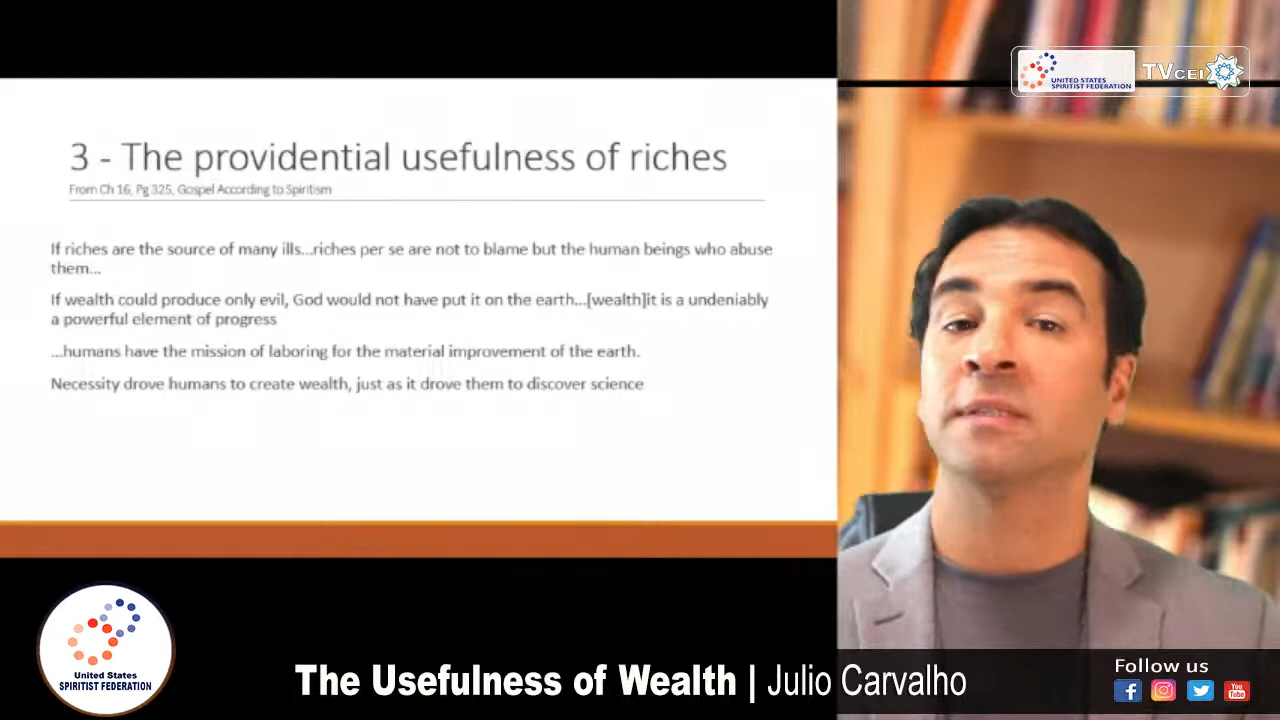 3 - The providential usefulness of riches
From Ch 16, Pg 325, Gospel According to Spiritism
If riches are the source of many ills...riches per se are not to blame but the human beings who abuse
them...
If wealth could produce only evil, God would not have put it on the earth...[wealth]it is a undeniably
a powerful element of progress
...humans have the mission of laboring for the material improvement of the earth.
Necessity drove humans to create wealth, just as it drove them to discover science
UNITED STATES
SPIRITIST FEDERATION
TVCEI
United States
SPIRITIST FEDERATION
The Usefulness of Wealth | Julio Carvalho
Follow us
You
Tube